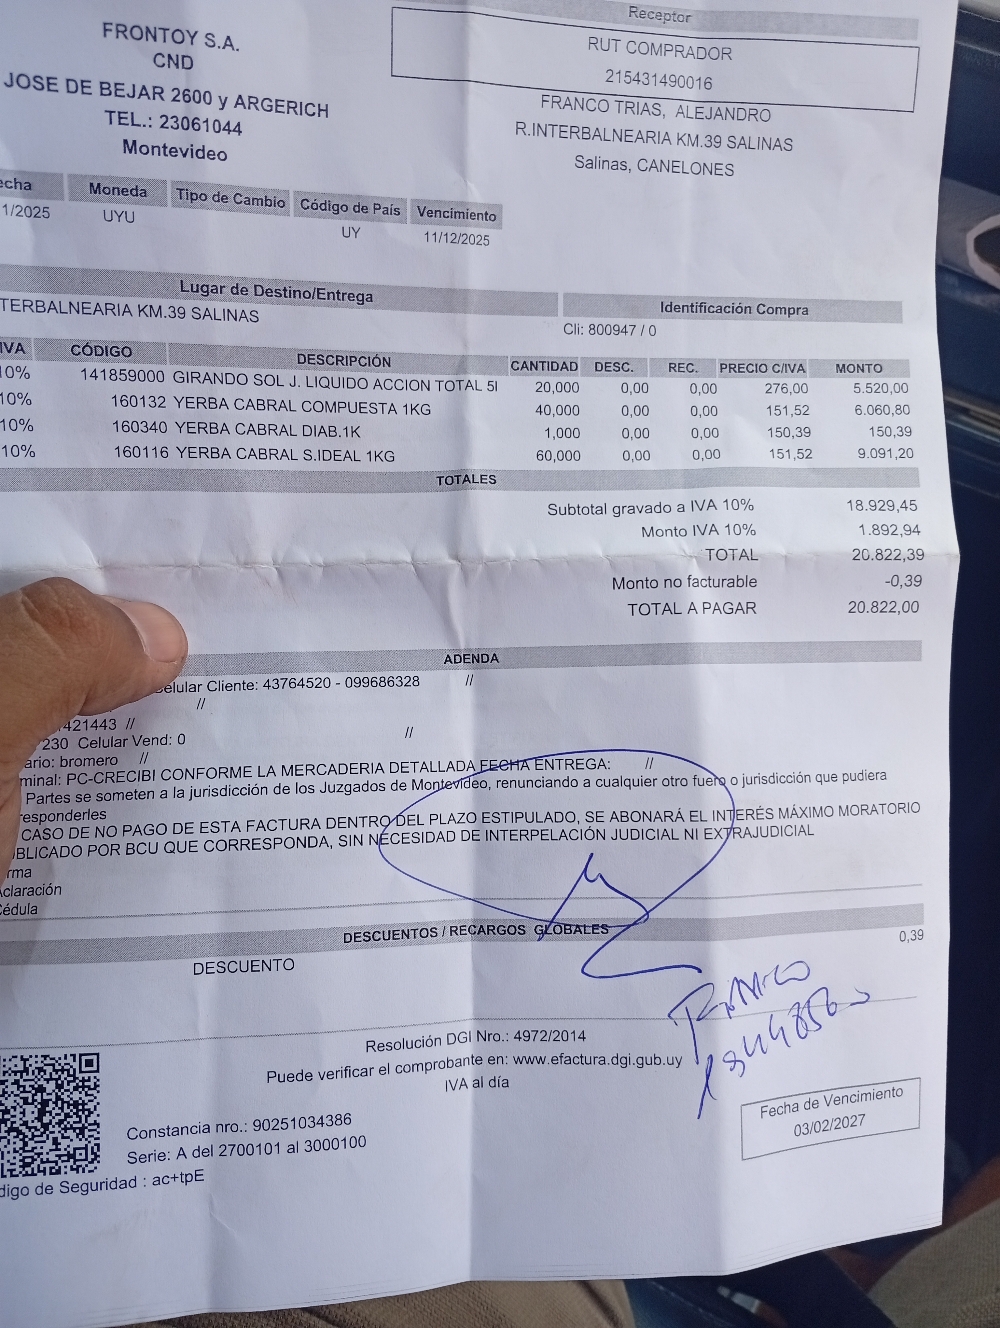 FRONTOY S.A.
CND
JOSE DE BEJAR 2600 y ARGERICH
TEL.: 23061044
Montevideo
Receptor
RUT COMPRADOR
215431490016
FRANCO TRIAS, ALEJANDRO
R.INTERBALNEARIA KM.39 SALINAS
Salinas, CANELONES
echa Moneda Tipo de Cambio Código de País Vencimiento
1/2025 UYU UY 11/12/2025
Lugar de Destino/Entrega Identificación Compra
TERBALNEARIA KM.39 SALINAS Cli: 800947 / 0
IVA CÓDIGO DESCRIPCIÓN CANTIDAD DESC. REC. PRECIO C/IVA MONTO
10% 141859000 GIRANDO SOL J. LIQUIDO ACCION TOTAL 5l 20,000 0,00 0,00 276,00 5.520,00
10% 160132 YERBA CABRAL COMPUESTA 1KG 40,000 0,00 0,00 151,52 6.060,80
10% 160340 YERBA CABRAL DIAB.1K 1,000 0,00 0,00 150,39 150,39
10% 160116 YERBA CABRAL S.IDEAL 1KG 60,000 0,00 0,00 151,52 9.091,20
TOTALES
Subtotal gravado a IVA 10% 18.929,45
Monto IVA 10% 1.892,94
TOTAL 20.822,39
Monto no facturable -0,39
TOTAL A PAGAR 20.822,00
ADENDA
Celular Cliente: 43764520 - 099686328 //
//
421443 //
230 Celular Vend: 0 //
ario: bromero //
minal: PC-CRECIBI CONFORME LA MERCADERIA DETALLADA FECHA ENTREGA: //
Partes se someten a la jurisdicción de los Juzgados de Montevideo, renunciando a cualquier otro fuero o jurisdicción que pudiera
responderles
CASO DE NO PAGO DE ESTA FACTURA DENTRO DEL PLAZO ESTIPULADO, SE ABONARÁ EL INTERÉS MÁXIMO MORATORIO
BLICADO POR BCU QUE CORRESPONDA, SIN NECESIDAD DE INTERPELACIÓN JUDICIAL NI EXTRAJUDICIAL
rma
Aclaración
Cédula
DESCUENTOS / RECARGOS GLOBALES
DESCUENTO 0,39
Resolución DGI Nro.: 4972/2014
Puede verificar el comprobante en: www.efactura.dgi.gub.uy
IVA al día
Constancia nro.: 90251034386
Serie: A del 2700101 al 3000100
digo de Seguridad : ac+tpE
Fecha de Vencimiento
03/02/2027